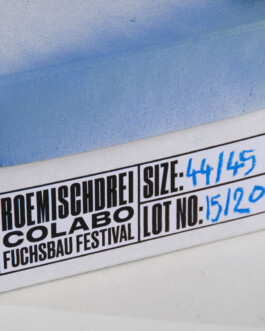 ROEMISCHDREI
COLABO
FUCHSBAU FESTIVAL
SIZE: 44/45
LOT NO: 15/20